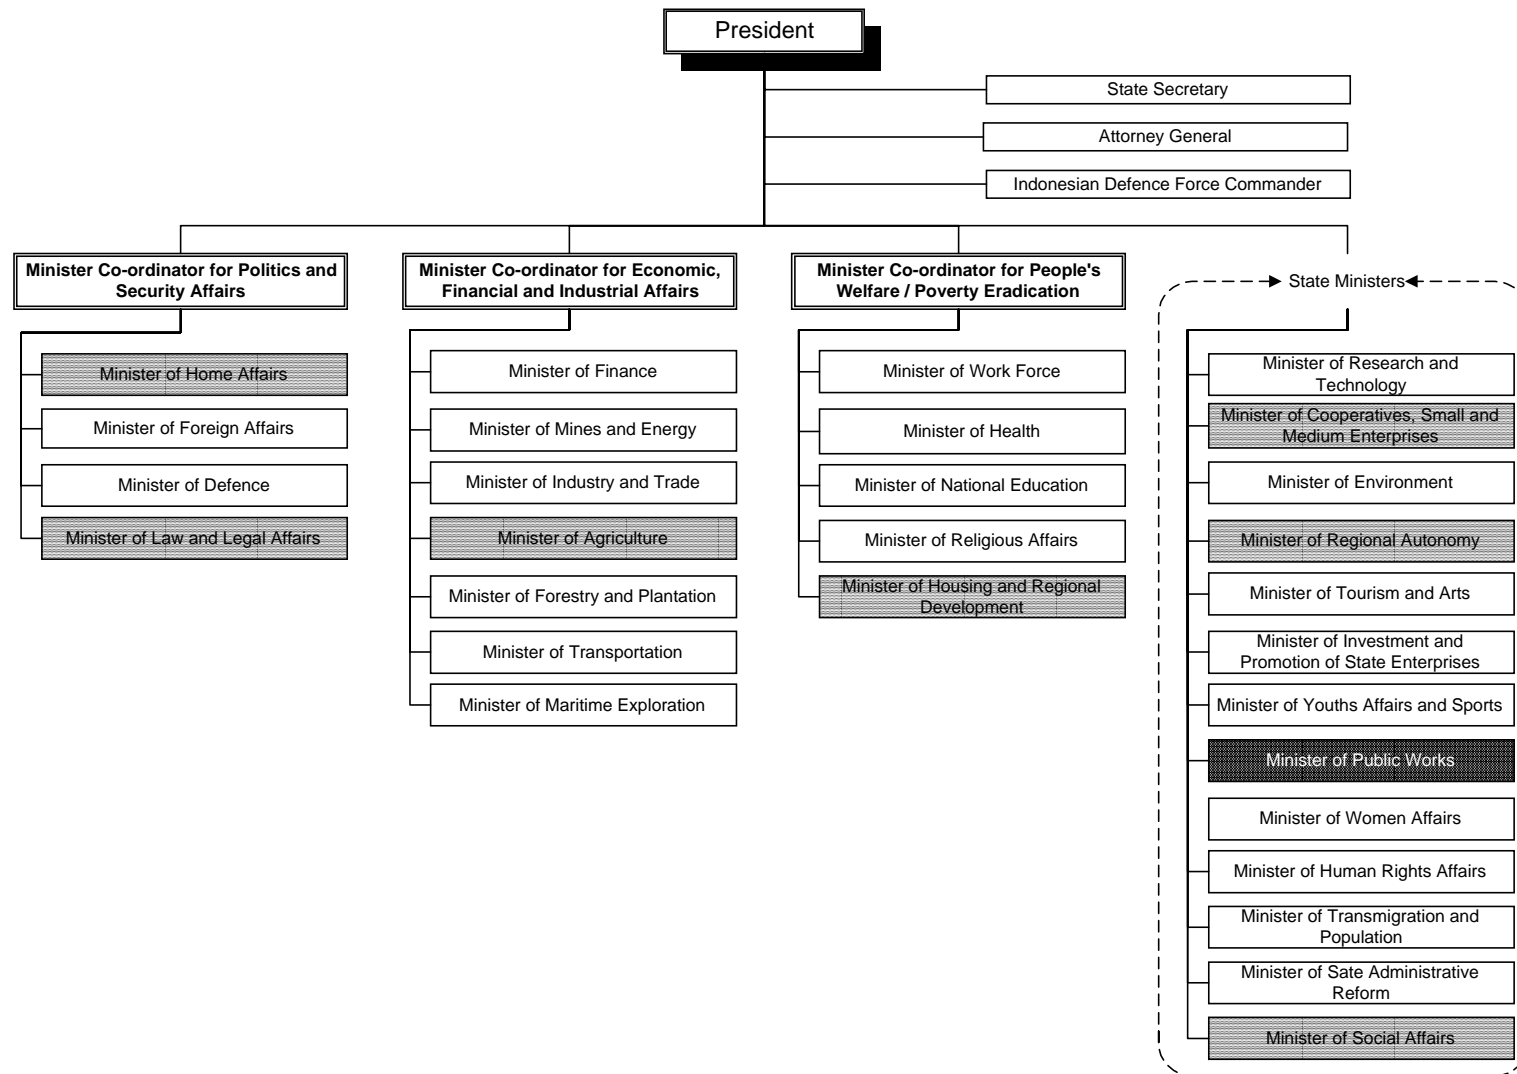 President
State Secretary
Attorney General
Indonesian Defence Force Commander
Minister Co-ordinator for Politics and
Security Affairs
Minister of Home Affairs
Minister of Foreign Affairs
Minister of Defence
Minister of Law and Legal Affairs
Minister Co-ordinator for Economic,
Financial and Industrial Affairs
Minister of Finance
Minister of Mines and Energy
Minister of Industry and Trade
Minister of Agriculture
Minister of Forestry and Plantation
Minister of Transportation
Minister of Maritime Exploration
Minister Co-ordinator for People's
Welfare / Poverty Eradication
Minister of Work Force
Minister of Health
Minister of National Education
Minister of Religious Affairs
Minister of Housing and Regional
Development
State Ministers
Minister of Research and
Technology
Minister of Cooperatives, Small and
Medium Enterprises
Minister of Environment
Minister of Regional Autonomy
Minister of Tourism and Arts
Minister of Investment and
Promotion of State Enterprises
Minister of Youths Affairs and Sports
Minister of Public Works
Minister of Women Affairs
Minister of Human Rights Affairs
Minister of Transmigration and
Population
Minister of Sate Administrative
Reform
Minister of Social Affairs